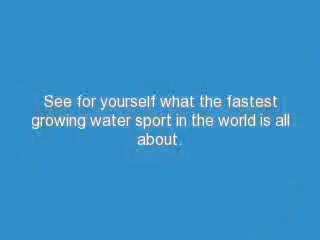 See for yourself what the fastest
growing water sport in the world is all
about.